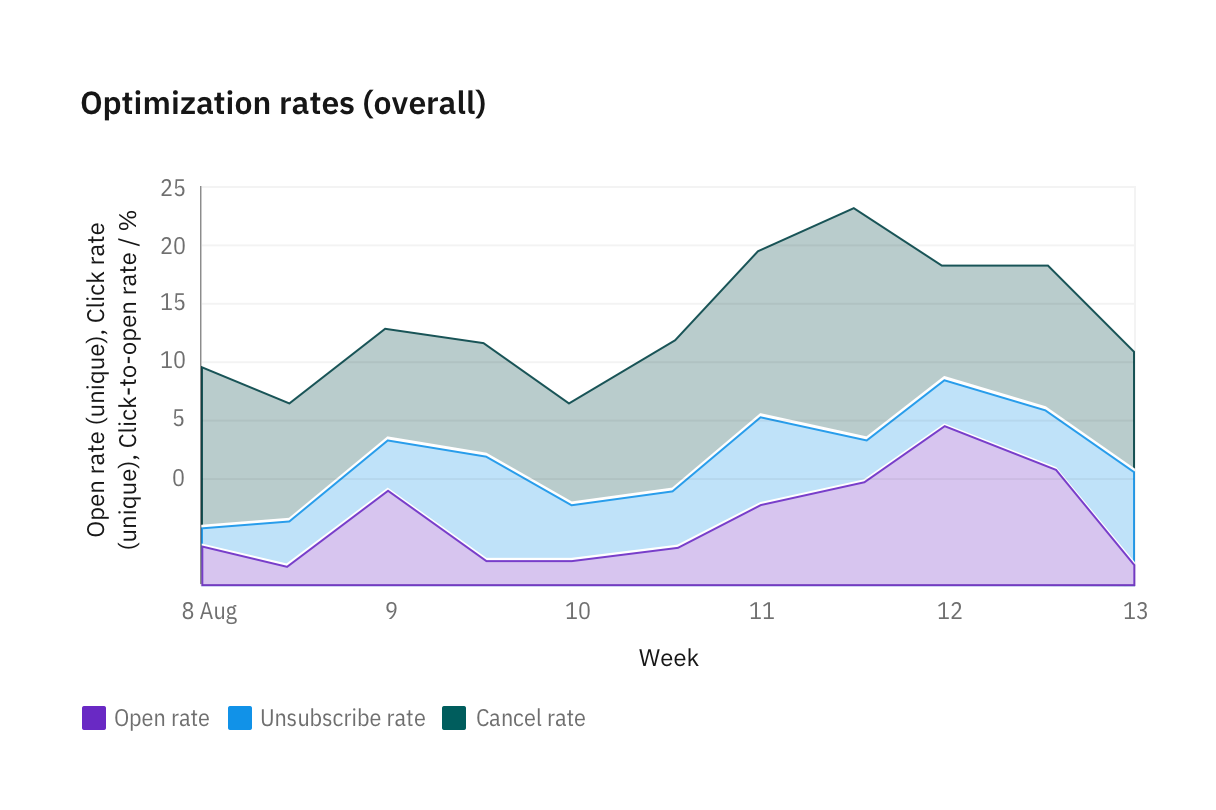 Optimization rates (overall)
Open rate (unique), Click rate
(unique), Click-to-open rate / %
25
20
15
10
5
0
8 Aug 9 10 11 12 13
Week
Open rate Unsubscribe rate Cancel rate